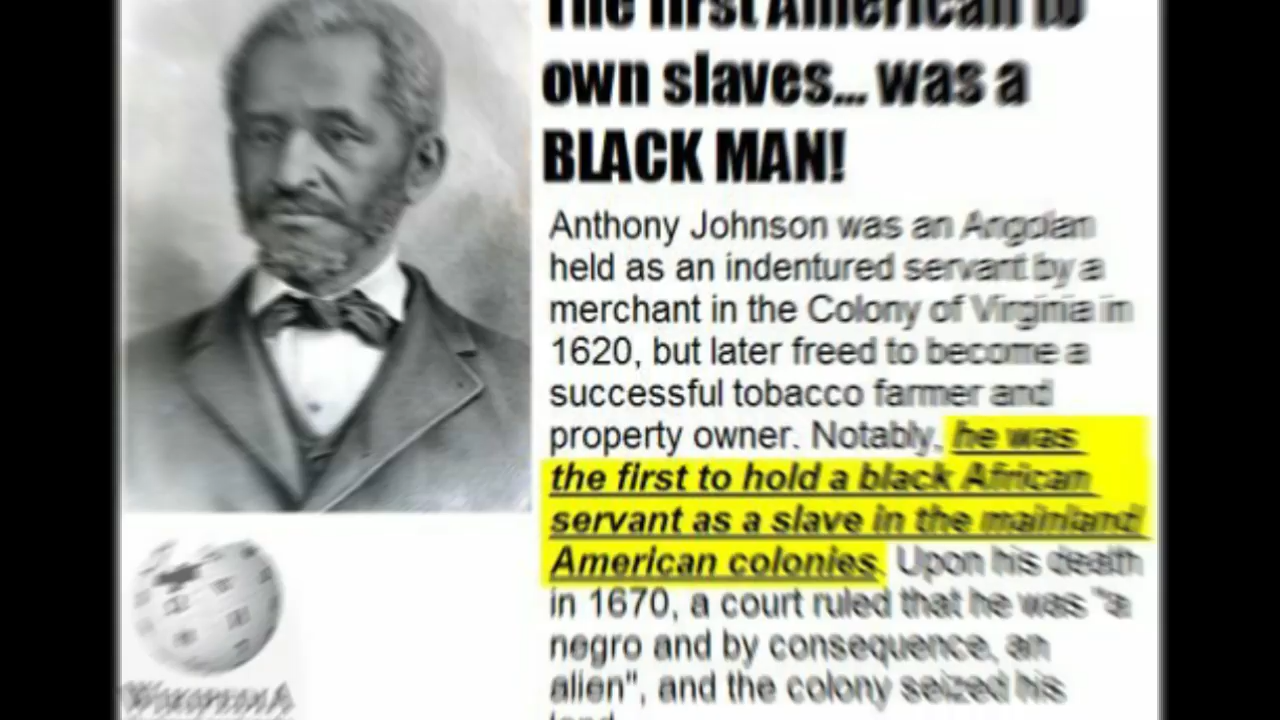 The first American to
own slaves... was a
BLACK MAN!
Anthony Johnson was an Angolan
held as an indentured servant by a
merchant in the Colony of Virginia in
1620, but later freed to become a
successful tobacco farmer and
property owner. Notably, he was
the first to hold a black African
servant as a slave in the mainland
American colonies. Upon his death
in 1670, a court ruled that he was "a
negro and by consequence, an
alien", and the colony seized his
land.
WIKIPEDIA